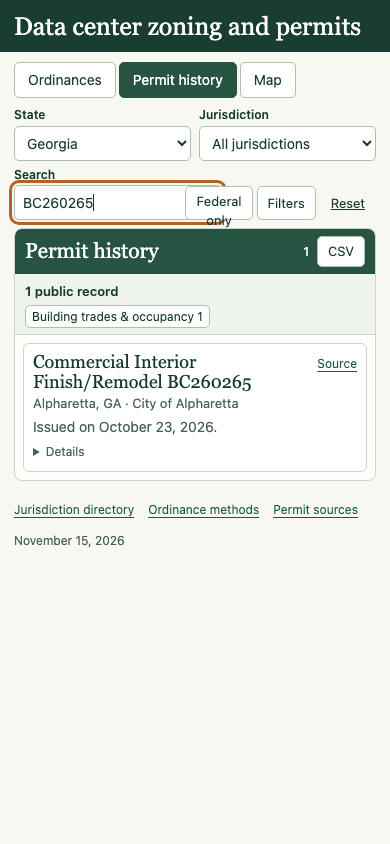 Data center zoning and permits
Ordinances
Permit history
Map
State
Jurisdiction
Georgia
All jurisdictions
Search
BC260265
Federal
only
Filters
Reset
Permit history
1
CSV
1 public record
Building trades & occupancy 1
Commercial Interior
Finish/Remodel BC260265
Source
Alpharetta, GA · City of Alpharetta
Issued on October 23, 2026.
Details
Jurisdiction directory
Ordinance methods
Permit sources
November 15, 2026